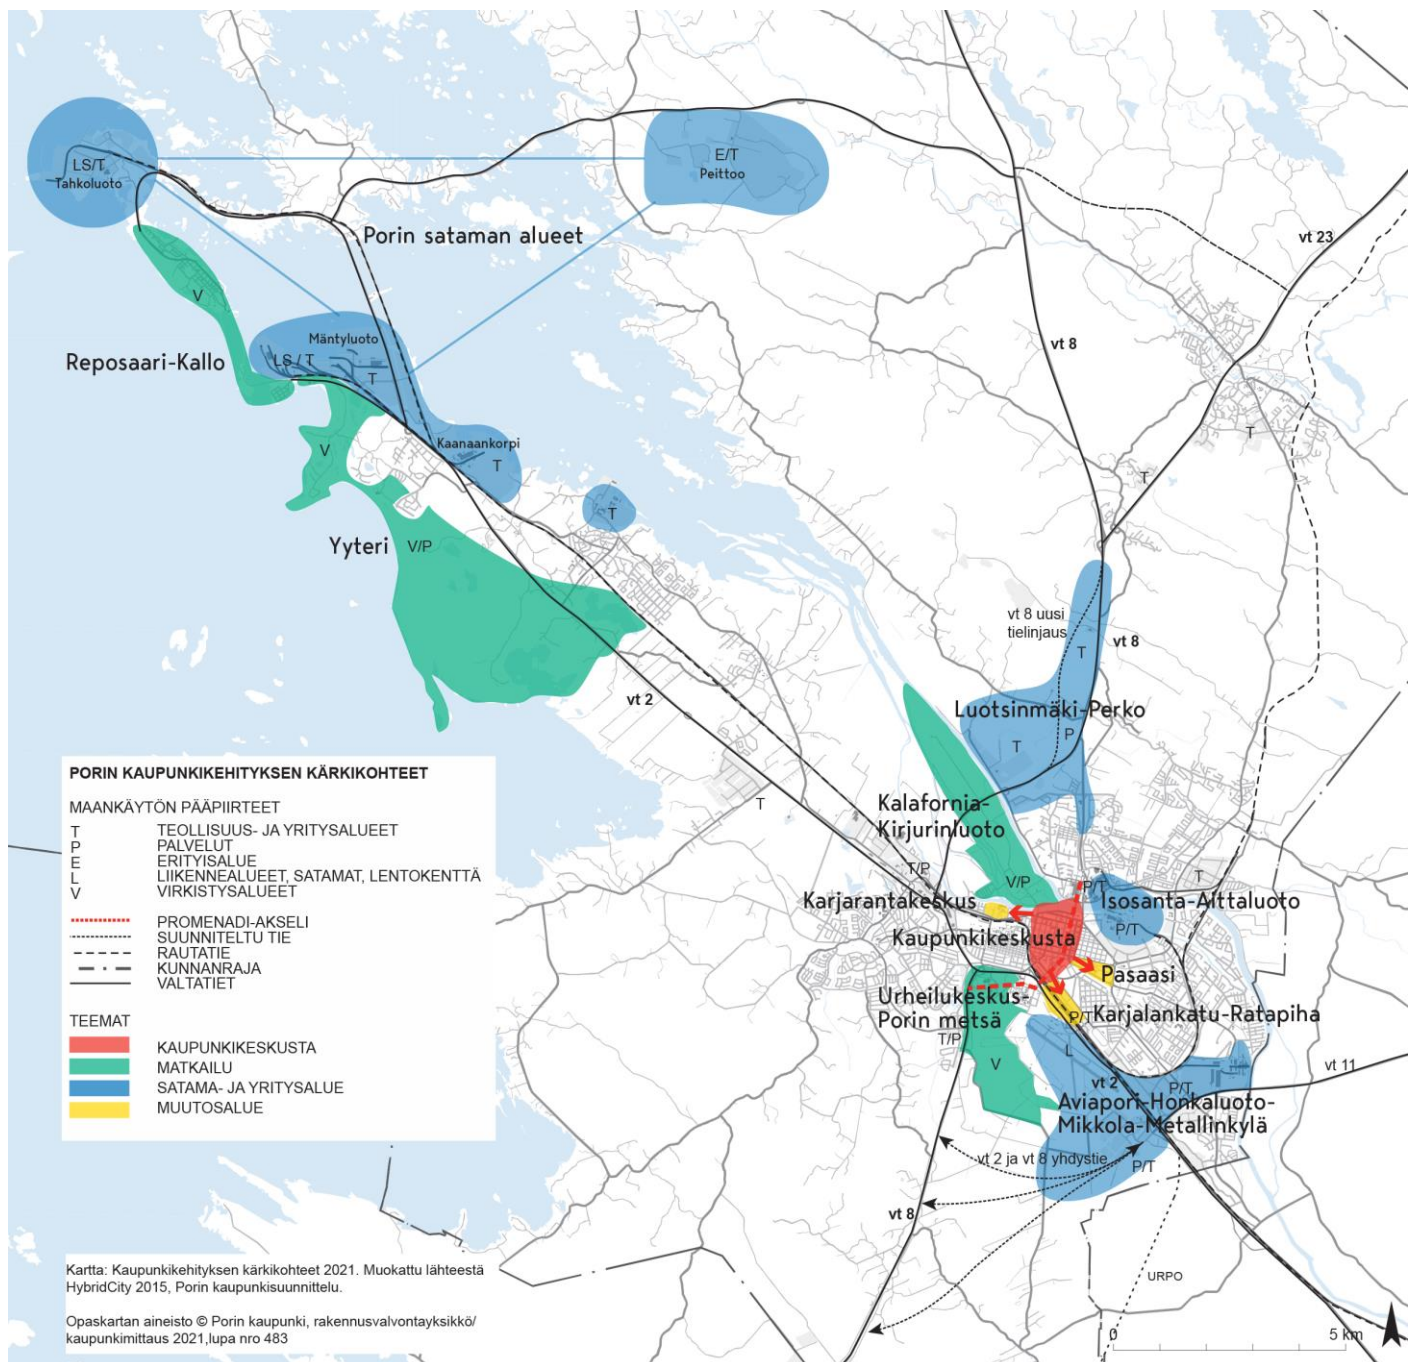 LS/T
Tahkoluoto
E/T
Peittoo
Porin sataman alueet
vt 23
V
Mäntyluoto
LS / T
T
Reposaari-Kallo
vt 8
Kaanaankorpi
T
V
T
T
T
Yyteri
V/P
vt 8 uusi
tielinjaus
vt 8
T
vt 2
Luotsinmäki-Perko
P
T
T
Kalafornia-
Kirjurinluoto
T/P
V/P
P/T
T
Karjarantakeskus
Isosanta-Aittaluoto
P/T
Kaupunkikeskusta
Pasaasi
Urheilukeskus-
Porin metsä
P/T
Karjalankatu-Ratapiha
T/P
L
V
vt 2
P/T
vt 11
Aviapori-Honkaluoto-
Mikkola-Metallinkylä
vt 2 ja vt 8 yhdystie
P/T
vt 8
URPO
0
5 km
PORIN KAUPUNKIKEHITYKSEN KÄRKIKOHTEET
MAANKÄYTÖN PÄÄPIIRTEET
T TEOLLISUUS- JA YRITYSALUEET
P PALVELUT
E ERITYISALUE
L LIIKENNEALUEET, SATAMAT, LENTOKENTTÄ
V VIRKISTYSALUEET
PROMENADI-AKSELI
SUUNNITELTU TIE
RAUTATIE
KUNNANRAJA
VALTATIET
TEEMAT
KAUPUNKIKESKUSTA
MATKAILU
SATAMA- JA YRITYSALUE
MUUTOSALUE
Kartta: Kaupunkikehityksen kärkikohteet 2021. Muokattu lähteestä
HybridCity 2015, Porin kaupunkisuunnittelu.
Opaskartan aineisto © Porin kaupunki, rakennusvalvontayksikkö/
kaupunkimittaus 2021,lupa nro 483